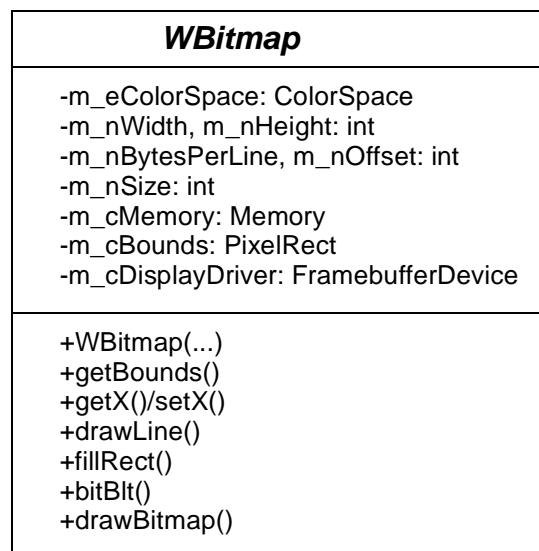 WBitmap
-m_eColorSpace: ColorSpace
-m_nWidth, m_nHeight: int
-m_nBytesPerLine, m_nOffset: int
-m_nSize: int
-m_cMemory: Memory
-m_cBounds: PixelRect
-m_cDisplayDriver: FramebufferDevice
+WBitmap(...)
+getBounds()
+getX()/setX()
+drawLine()
+fillRect()
+bitBlt()
+drawBitmap()